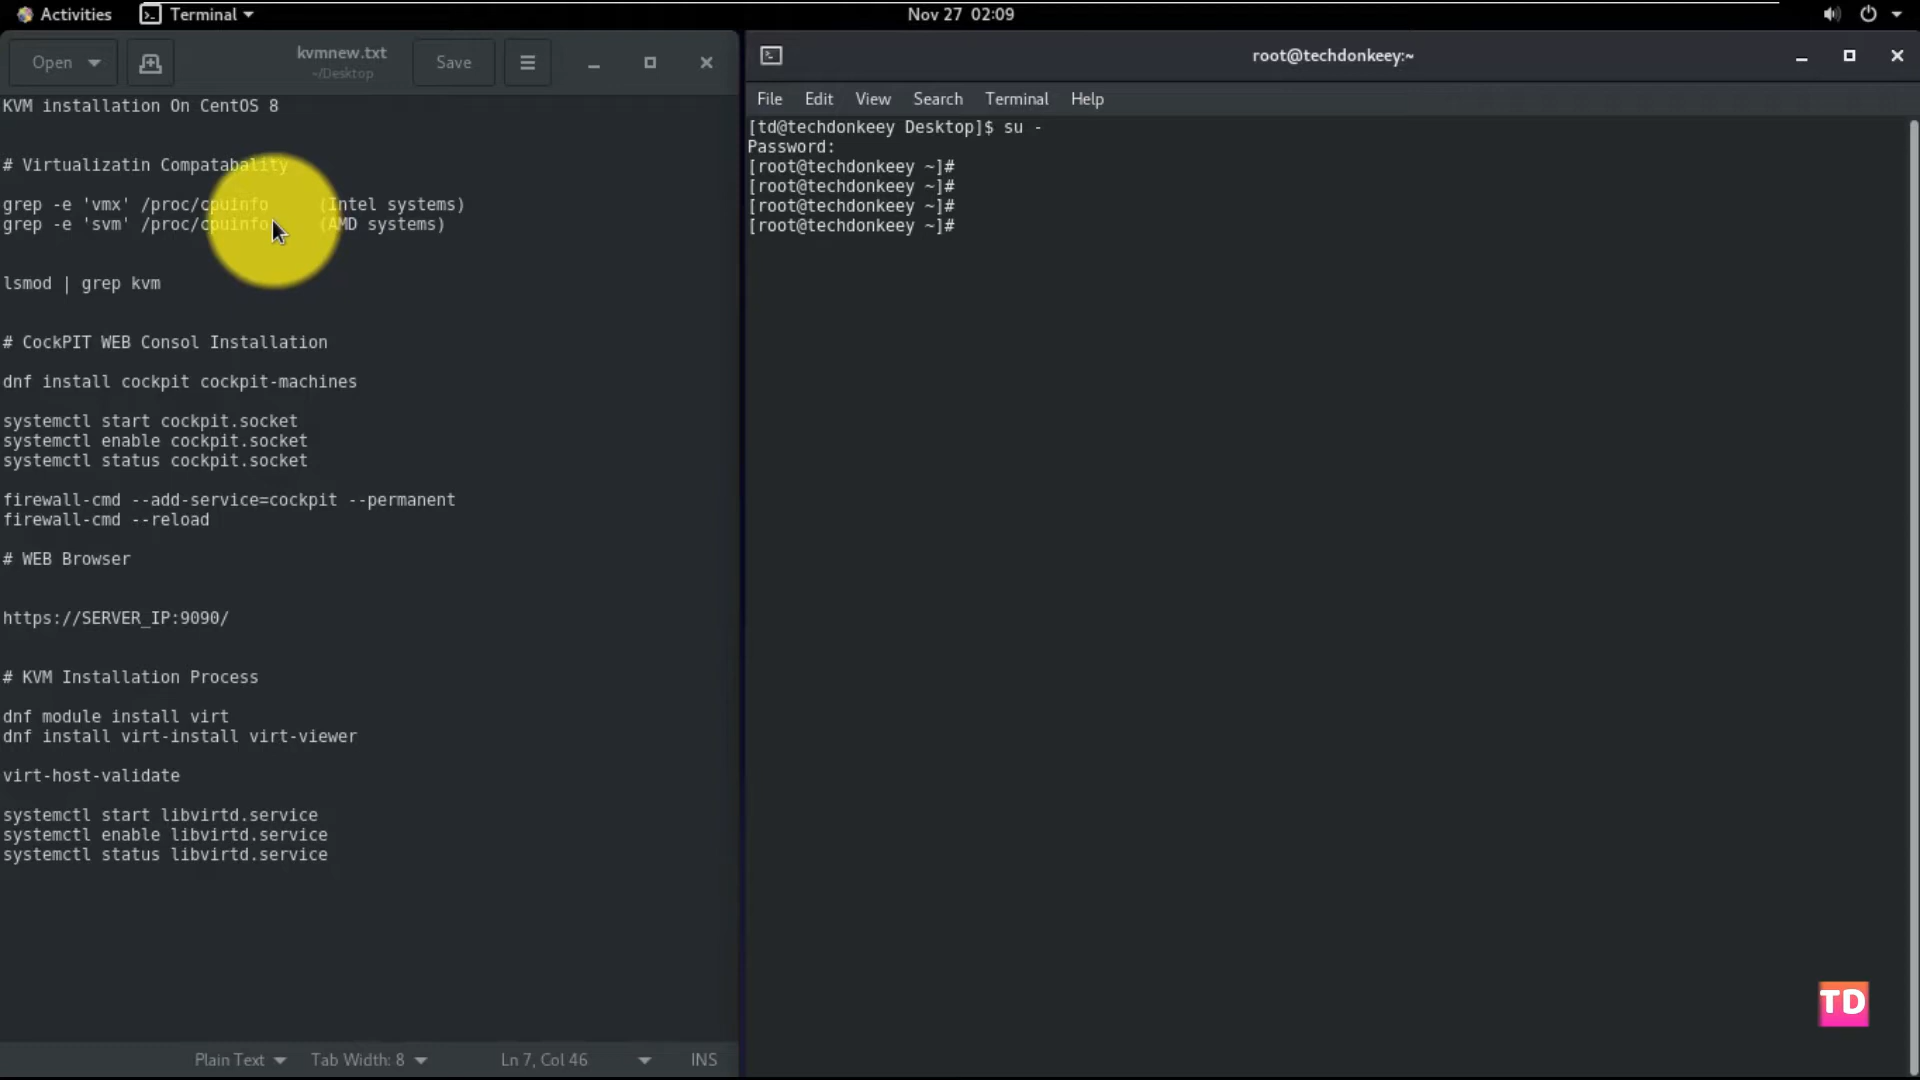 Activities
Terminal
Nov 27 02:09
Open
kvmnew.txt
~/Desktop
Save
KVM installation On CentOS 8
# Virtualizatin Compatabality
grep -e 'vmx' /proc/cpuinfo (Intel systems)
grep -e 'svm' /proc/cpuinfo (AMD systems)
lsmod | grep kvm
# CockPIT WEB Consol Installation
dnf install cockpit cockpit-machines
systemctl start cockpit.socket
systemctl enable cockpit.socket
systemctl status cockpit.socket
firewall-cmd --add-service=cockpit --permanent
firewall-cmd --reload
# WEB Browser
https://SERVER_IP:9090/
# KVM Installation Process
dnf module install virt
dnf install virt-install virt-viewer
virt-host-validate
systemctl start libvirtd.service
systemctl enable libvirtd.service
systemctl status libvirtd.service
Plain Text
Tab Width: 8
Ln 7, Col 46
INS
root@techdonkeey:~
File Edit View Search Terminal Help
[td@techdonkeey Desktop]$ su -
Password:
[root@techdonkeey ~]#
[root@techdonkeey ~]#
[root@techdonkeey ~]#
[root@techdonkeey ~]#
TD